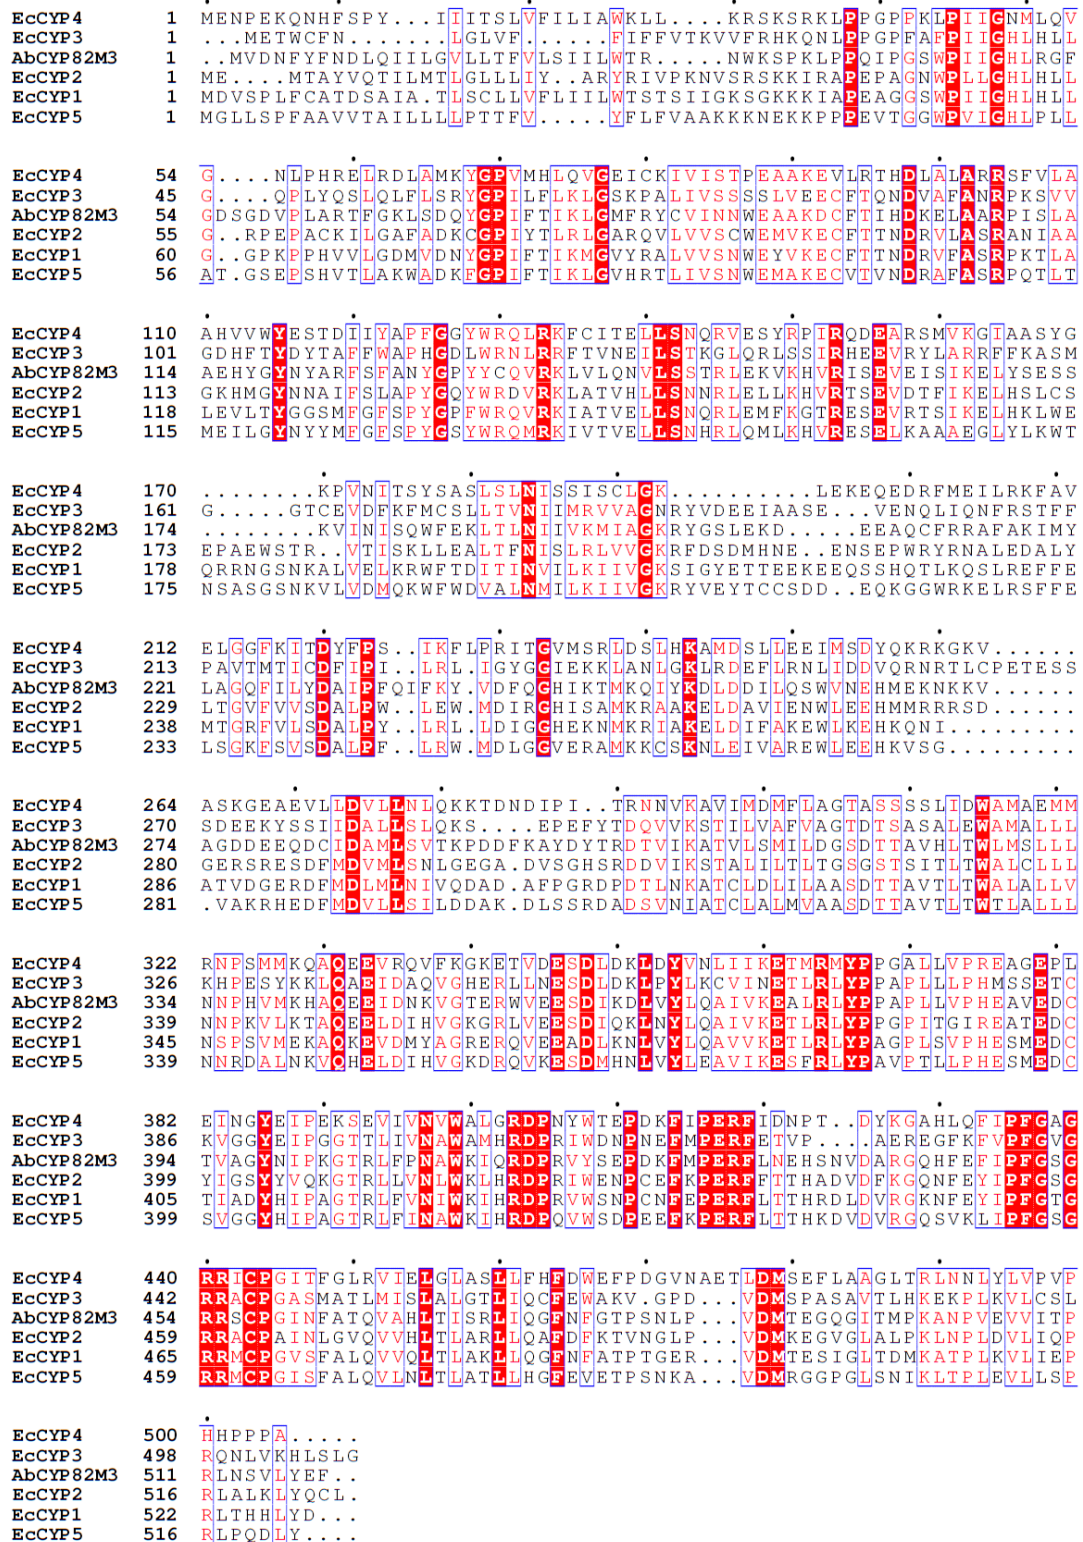 EcCYP4 1 MENPEKQNHFSPY...IIITSLVFILIAWKLL....KRSKSRKLPPGPPKLPIIGNMLQV
EcCYP3 1 ...METWCFN.......LGLVF.....FIFFVTKVVFRHKQNLPPGPFAFPIIGHLHLL
AbCYP82M3 1 ..MVDNFYFNDLQIILGVLLTFVLSIILWTR.....NWKSPKLPPQIPGSWPIIGHLRGF
EcCYP2 1 ME....MTAYVQTILMTLGLLLIY...ARYRIVPKNVSRSKKIRAPEPAGNWPLLGHLHLL
EcCYP1 1 MDVSPLFCATDSAIA.TLSCLLVFLIILWTSTSIIGKSGKKKIAPEAGGSWPIIGHLHLL
EcCYP5 1 MGLLSPFAAVVTAILLLLPTTFV.....YFLFVAAKKKNEKKPPPEVTGGWPVIGHLPLL
EcCYP4 54 G....NLPHRELRDLAMKYGPVMHLQVGEICKIVISTPEAAKEVLRTHDLALARRSFVLA
EcCYP3 45 G....QPLYQSLQLFLSRYGPILFLKLGSKPALIVSSSSLVEECFTQNDVAFANRPKSVV
AbCYP82M3 54 GDSGDVPLARTFGKLSDQYGPIFTIKLGMFRYCVINNWEAAKDCFTIHDKELAARPISLA
EcCYP2 55 G..RPEPACKILGAFADKCGPIYTLRLGARQVLVVSCWEMVKECFTTNDRVLASRANIAA
EcCYP1 60 G..GPKPPHVVLGDMVDNYGPIFTIKMGVYRALVVSNWEYVKECFTTNDRVFASRPKTLA
EcCYP5 56 AT.GSEPSHVTLAKWADKFGPIFTIKLGVHRTLIVSNWEMAKECVTVNDRAFASRPQTLT
EcCYP4 110 AHVVWYESTDIIYAPFGGYWRQLRKFCITELLSNQRVESYRPIRQDEARSMVKGIAASYG
EcCYP3 101 GDHFTYDYTAFFWAPHGDLWRNLRRFTVNEILSTKGLQRLSSIRHEEVRYLARRFFKASM
AbCYP82M3 114 AEHYGYNYARFSFANYGPYYCQVRKLVLQNVLSSTRLEKVKHVRISEVEISIKELYSESS
EcCYP2 113 GKHMGYNNAIFSLAPYGQYWRDVRKLATVHLLSNNRLELLKHVRTSEVDTFIKELHSLCS
EcCYP1 118 LEVLTYGGSMFGFSPYGPFWRQVRKIATVELLSNQRLEMFKGTRESEVRTSIKELHKLWE
EcCYP5 115 MEILGYNYYMFGFSPYGSYWRQMRKIVTVELLSNHRLQMLKHVRESELKAAAEGLYLKWT
EcCYP4 170 ........KPVNITSYSASLSLNISSISCLGK..........LEKEQEDRFMEILRKFAV
EcCYP3 161 G.....GTCEVDFKFMCSLLTVNIIMRVVAGNRYVDEEIAASE...VENQLIQNFRSTFF
AbCYP82M3 174 ........KVINISQWFEKLTLNIIVKMIAGKRYGSLEKD.....EEAQCFRRAFAKIMY
EcCYP2 173 EPAEWSTR..VTISKLLEALTFNISLRLVVGKRFDSDMHNE...ENSEPWRYRNALEDALY
EcCYP1 178 QRRNGSNKALVELKRWFTDITINVILKIIVGKSIGYETTEEKEEQSSHQTLKQSLREFFE
EcCYP5 175 NSASGSNKVLVDMQKWFWDVALNMILKIIVGKRYVEYTCCSDD..EQKGGWRKELRSFFE
EcCYP4 212 ELGGFKITDYFPS..IKFLPRITGVMSRLDSLHKAMDSLLEEIMSDYQKRKGKV......
EcCYP3 213 PAVTMTICDFIPI..LRL.IGYGGIEKKLANLGKLRDEFLRNLIDDVQRNRTLCPETESS
AbCYP82M3 221 LAGQFILYDAIPFQIFKY.VDFQGHIKTMKQIYKDLDDILQSWVNEHMEKNKKV......
EcCYP2 229 LTGVFVVSDALPW..LEW.MDIRGHISAMKRAAKELDAVIENWLEEHMMRRRSD......
EcCYP1 238 MTGRFVLSDALPY..LRL.LDIGGHEKNMKRIAKELDIFAKEWLEKEHKQNI.........
EcCYP5 233 LSGKFSVSDALPF..LRW.MDLGGVERAMKKCSKNLEIVAREWLEEHKVSG.........
EcCYP4 264 ASKGEAEVLLDVLLNLQKKTDNDIPI..TRNNVKAVIMDMFLAGTASSSSLIDWAMAEMM
EcCYP3 270 SDEEKYSSIIDALLSLQKS....EPEFYTDQVVKSTILVAFVAGTDTSASALEWAMALLL
AbCYP82M3 274 AGDDEEQDCIDAMLSVTKPDDFKAYDYTRDTVIKATVLSMILDGSDTTAVHLTWLMSLLL
EcCYP2 280 GERSRESDFMDVMLSNLGEGA.DVSGHSRDDVIKSTALILTLTGSGSTSITLTWALCLLL
EcCYP1 286 ATVDGERDFMDLMLNIVQDAD.AFPGRDPDTLNKATCLDLILAASDTTAVTLTWALALLV
EcCYP5 281 .VAKRHEDFMDVLLSILDDAK.DLSSRDADSVNIATCLALMVAASDTTAVTLTWTLALLL
EcCYP4 322 RNPSMMKQAQEEVRQVFKGKETVDESDLDKLDYVNLIIKETMRMYPPGALLVPREAGEPL
EcCYP3 326 KHPESYKKLQAEIDAQVGHERLLNESDLDKLPYLKCVINETLRLYPPAPLLLPHMSSETC
AbCYP82M3 334 NNPHVMKHAQEEIDNKVGTERWVEESDIKDLVYLQAIVKEALRLYPPAPLLVPHEAVEDC
EcCYP2 339 NNPKVLKTAQEELDIHVGKGRLVEESDIQKLNYLQAIVKETLRLYPPGPITGIREATEDC
EcCYP1 345 NSPSVMEKAQKEVDMYAGRERQVEEADLKNLVYLQAVVKETLRLYPAGPLSVPHESMEDC
EcCYP5 339 NNRDALNKVQHELDIHVGKDRQVKESDMHNLVYLEAVIKESFRLYPAVPTLLPHESMEDC
EcCYP4 382 EINGYEIPEKSEVIVNVWALGRDPNYWTEPDKFIPERFIDNPT..DYKGAHLQFIPFGAG
EcCYP3 386 KVGGYEIPGGTTLIVNAWAMHRDPRIWDNPNEFMPERFETVP....AEREGFKFVPFGVG
AbCYP82M3 394 TVAGYNIPKGTRLFPNAWKIQRDPRVYSEPDKFMPERFLNEHSNVDARGQHFEFIPFGSG
EcCYP2 399 YIGSYYVQKGTRLLVNLWKLHRDPRIWENPCEFKPERFFTTHADVDFKGQNFEYIPFGSG
EcCYP1 405 TIADYHIPAGTRLFVNIWKIHRDPRVWSNPCNFEPERFLTTHRDLDVRGKNFEYIPFGTG
EcCYP5 399 SVGGYHIPAGTRLFINAWKIHRDPQVWSDPEEFKPERFLTTHKDVDVRGQSVKLIPFGSG
EcCYP4 440 RRICPGITFGLRVIELGLASLLFHFDWEFPDGVNAETLDMSEFLAAGLTRLNNLYLVPVP
EcCYP3 442 RRACPGASMATLMISLALGTLIQCFEWAKV.GPD...VDMSPASAVTLHKEKPLKVLCSL
AbCYP82M3 454 RRSCPGINFATQVAHLTISRLIQGFNFGTPSNLP...VDMTEGQGITMPKANPVEVVITP
EcCYP2 459 RRACPAINLGVQVVHLTLARLLQAFDFKTVNGLP...VDMKEGVGLALPKLNPLDVLIQP
EcCYP1 465 RRMCPGVSFALQVVQLTLAKLLQGFNFATPTGER...VDMTESIGLTDMKATPLKVLIEP
EcCYP5 459 RRMCPGISFALQVLNLTLATLLHGFEVETPSNKA...VDMRGGPGLSNIKLTPLEVLLSP
EcCYP4 500 HHPPPA.....
EcCYP3 498 RQNLVKHLSLG
AbCYP82M3 511 RLNSVLYEF..
EcCYP2 516 RLALKLYQCL.
EcCYP1 522 RLTHHLYD...
EcCYP5 516 RLPQDLY....